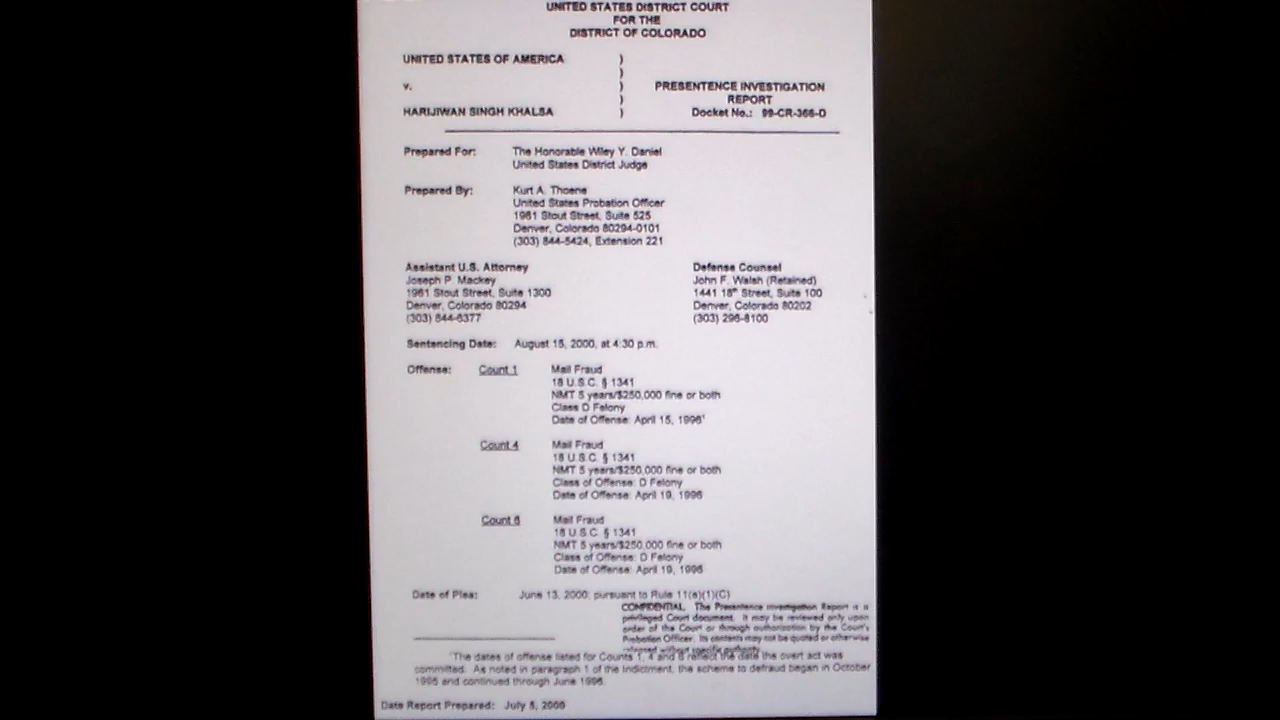 UNITED STATES DISTRICT COURT
FOR THE
DISTRICT OF COLORADO
UNITED STATES OF AMERICA )
)
v. ) PRESENTENCE INVESTIGATION
) REPORT
HARIJIWAN SINGH KHALSA ) Docket No.: 99-CR-366-D
Prepared For: The Honorable Wiley Y. Daniel
United States District Judge
Prepared By: Kurt A. Thoene
United States Probation Officer
1961 Stout Street, Suite 525
Denver, Colorado 80294-0101
(303) 844-5424, Extension 221
Assistant U.S. Attorney Defense Counsel
Joseph P. Mackey John F. Walsh (Retained)
1961 Stout Street, Suite 1300 1441 18th Street, Suite 100
Denver, Colorado 80294 Denver, Colorado 80202
(303) 844-6377 (303) 296-8100
Sentencing Date: August 15, 2000, at 4:30 p.m.
Offense: Count 1 Mail Fraud
18 U.S.C. § 1341
NMT 5 years/$250,000 fine or both
Class D Felony
Date of Offense: April 15, 1996¹
Count 4 Mail Fraud
18 U.S.C. § 1341
NMT 5 years/$250,000 fine or both
Class of Offense: D Felony
Date of Offense: April 19, 1996
Count 6 Mail Fraud
18 U.S.C. § 1341
NMT 5 years/$250,000 fine or both
Class of Offense: D Felony
Date of Offense: April 19, 1996
Date of Plea: June 13, 2000; pursuant to Rule 11(e)(1)(C)
CONFIDENTIAL. The Presentence Investigation Report is a
privileged Court document. It may be reviewed only upon
order of the Court or through authorization by the Court's
Probation Officer. Its contents may not be quoted or otherwise
released without specific authority.
¹The dates of offense listed for Counts 1, 4 and 6 reflect the date the overt act was
committed. As noted in paragraph 1 of the Indictment, the scheme to defraud began in October
1995 and continued through June 1996.
Date Report Prepared: July 5, 2000